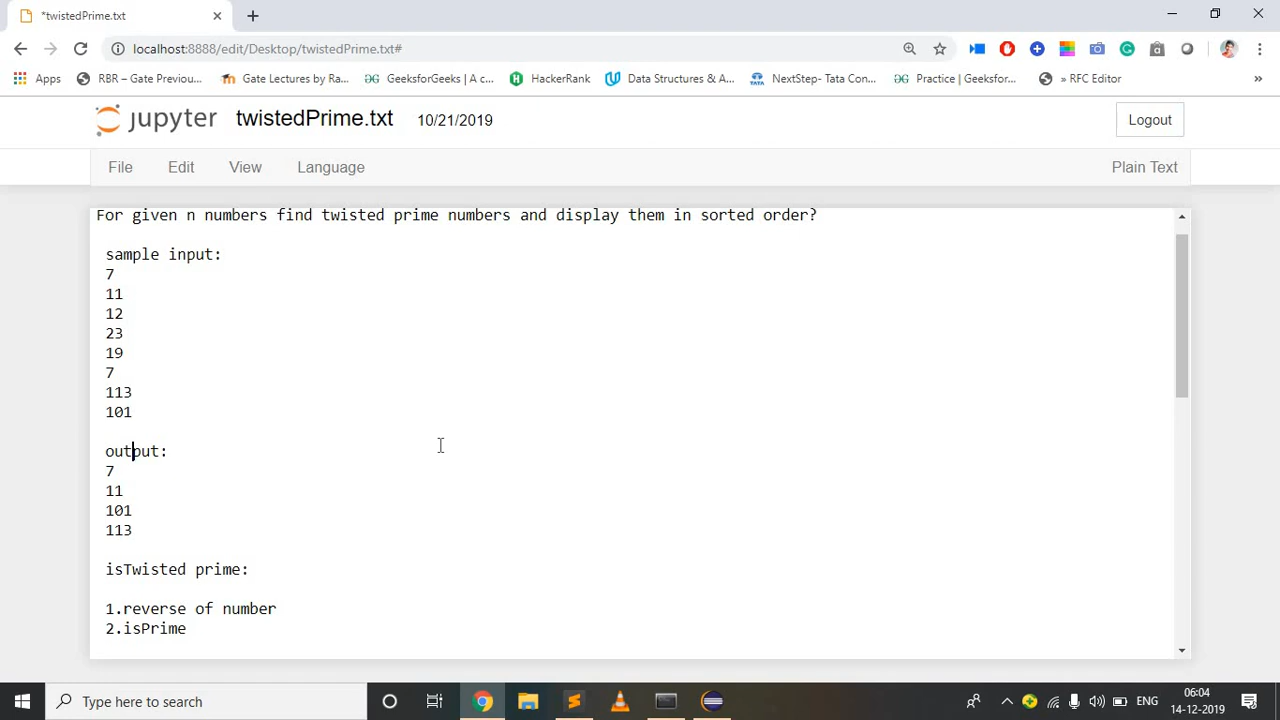 *twistedPrime.txt
localhost:8888/edit/Desktop/twistedPrime.txt#
Apps RBR – Gate Previou... Gate Lectures by Ra... GeeksforGeeks | A c... HackerRank Data Structures & A... NextStep- Tata Con... Practice | Geeksfor... » RFC Editor »
jupyter twistedPrime.txt 10/21/2019 Logout
File Edit View Language Plain Text
For given n numbers find twisted prime numbers and display them in sorted order?
sample input:
7
11
12
23
19
7
113
101
output:
7
11
101
113
isTwisted prime:
1.reverse of number
2.isPrime
Type here to search ENG 06:04
14-12-2019